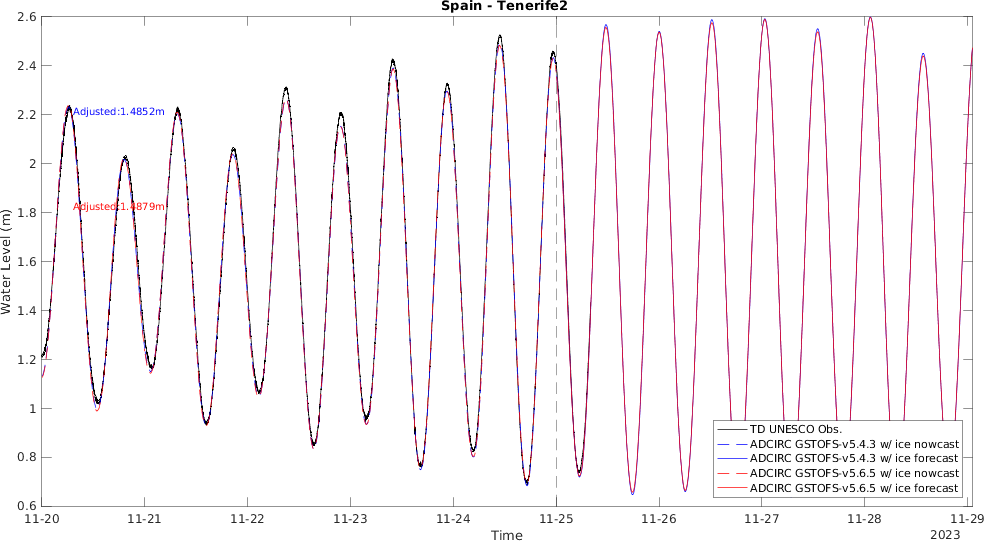 Spain - Tenerife2
2.6
2.4
2.2
2
1.8
1.6
1.4
1.2
1
0.8
0.6
Water Level (m)
Adjusted:1.4852m
Adjusted:1.4879m
TD UNESCO Obs.
ADCIRC GSTOFS-v5.4.3 w/ ice nowcast
ADCIRC GSTOFS-v5.4.3 w/ ice forecast
ADCIRC GSTOFS-v5.6.5 w/ ice nowcast
ADCIRC GSTOFS-v5.6.5 w/ ice forecast
11-20 11-21 11-22 11-23 11-24 11-25 11-26 11-27 11-28 11-29
Time
2023